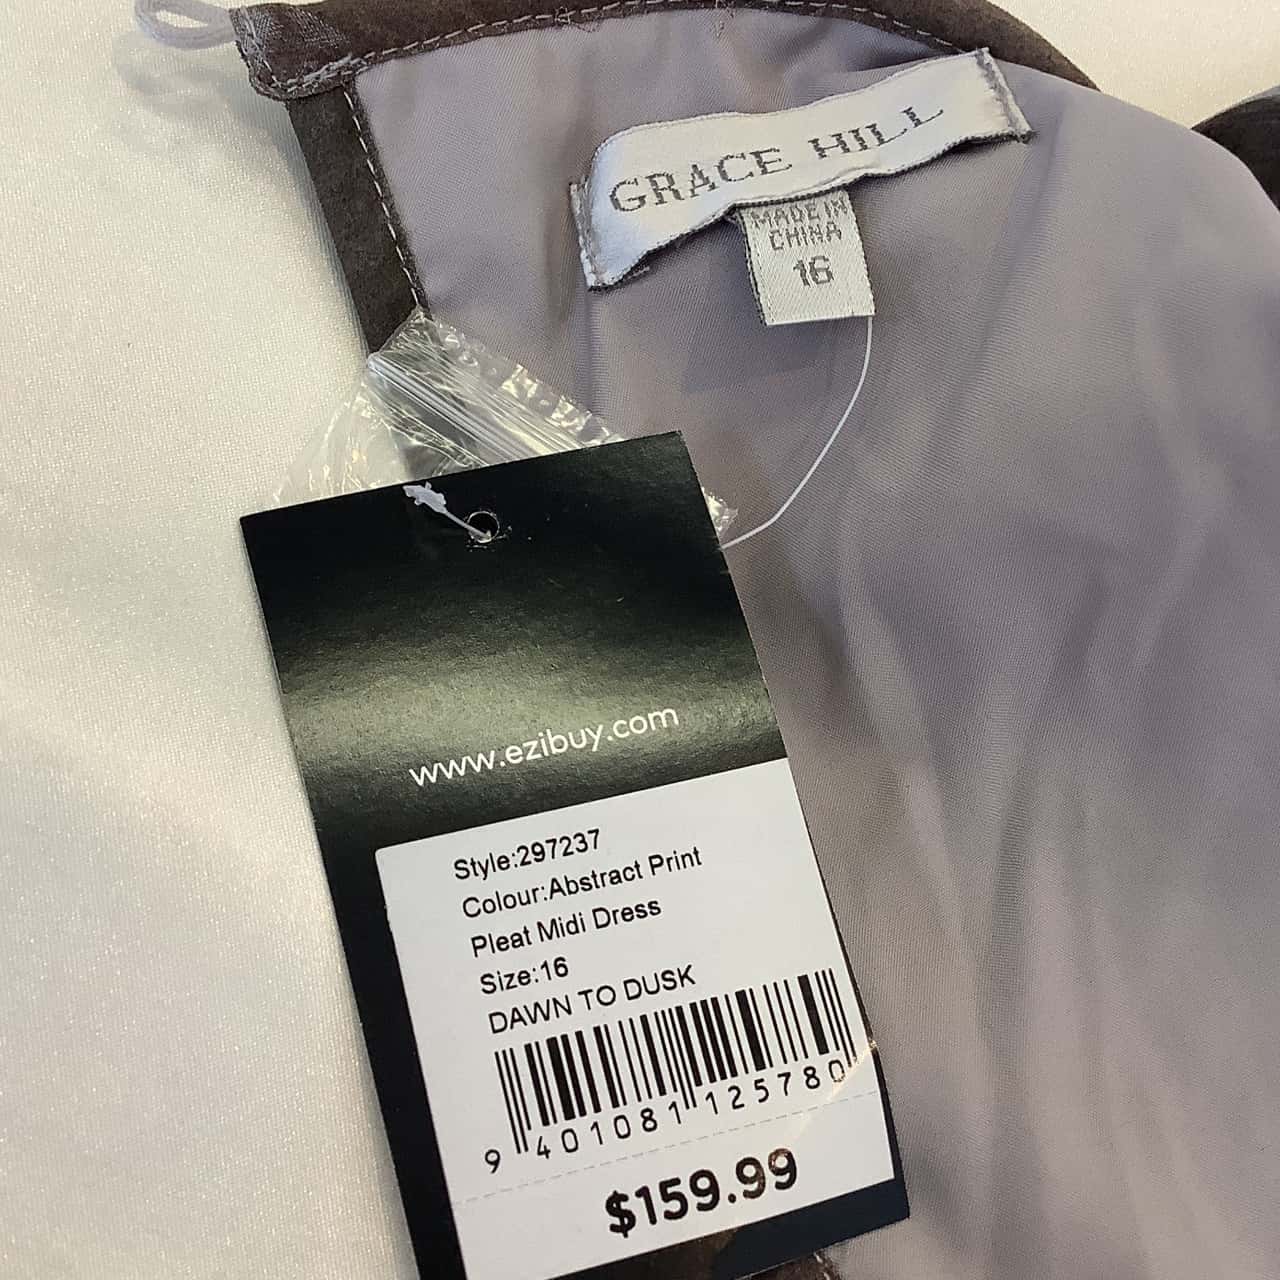 GRACE HILL
MADE IN
CHINA
16
www.ezibuy.com
Style:297237
Colour:Abstract Print
Pleat Midi Dress
Size:16
DAWN TO DUSK
9 401081 125780
$159.99